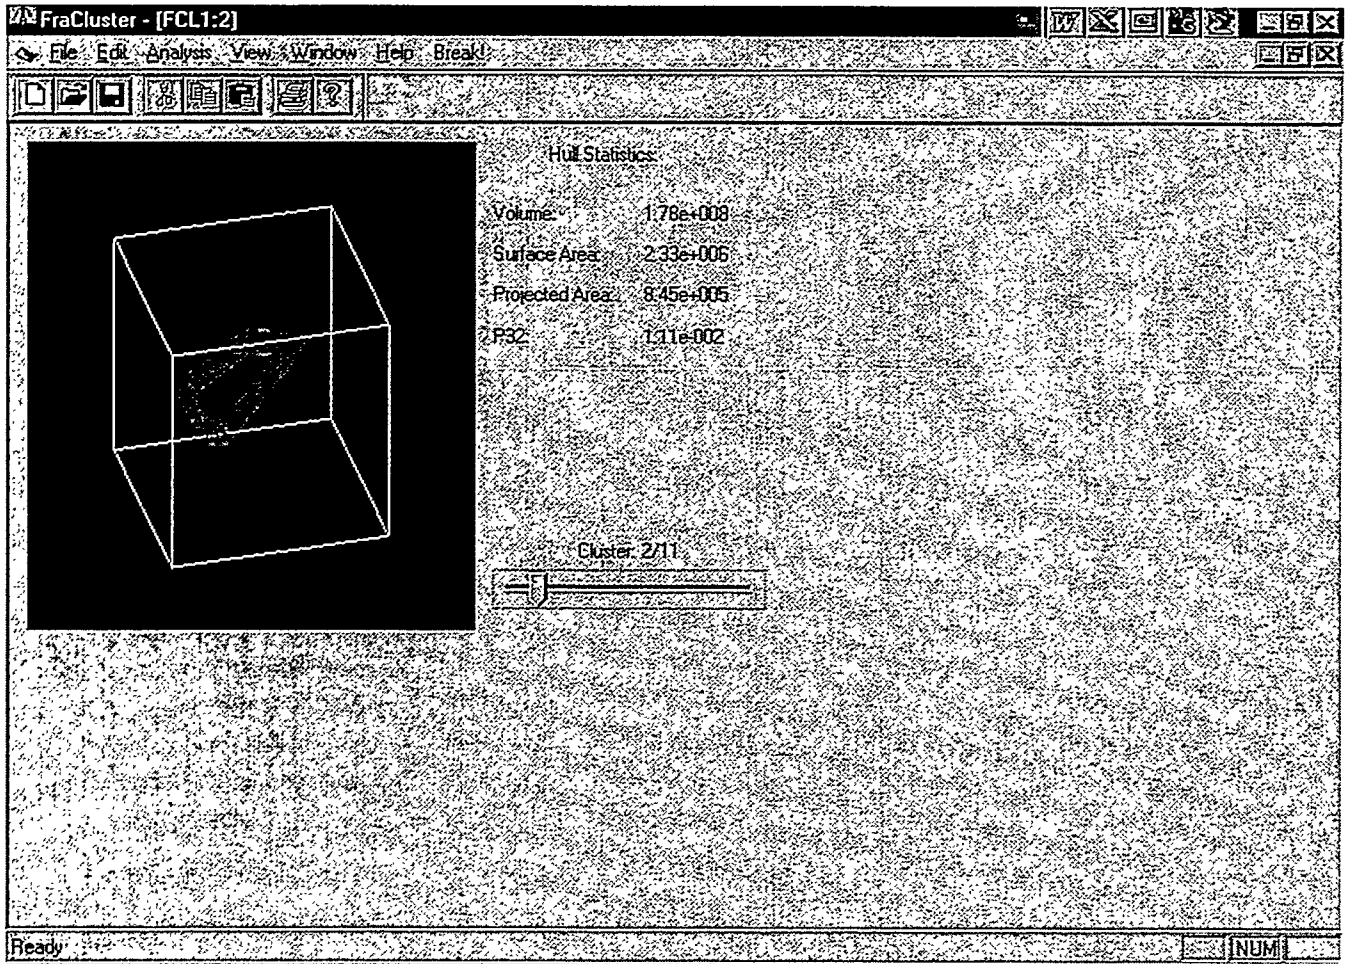 FraCluster - [FCL1:2]
File Edit Analysis View Window Help Break!
Hull Statistics:
Volume: 1.78e+008
Surface Area: 2.33e+006
Projected Area: 8.45e+005
P32: 1.11e-002
Cluster: 2/11
Ready NUM